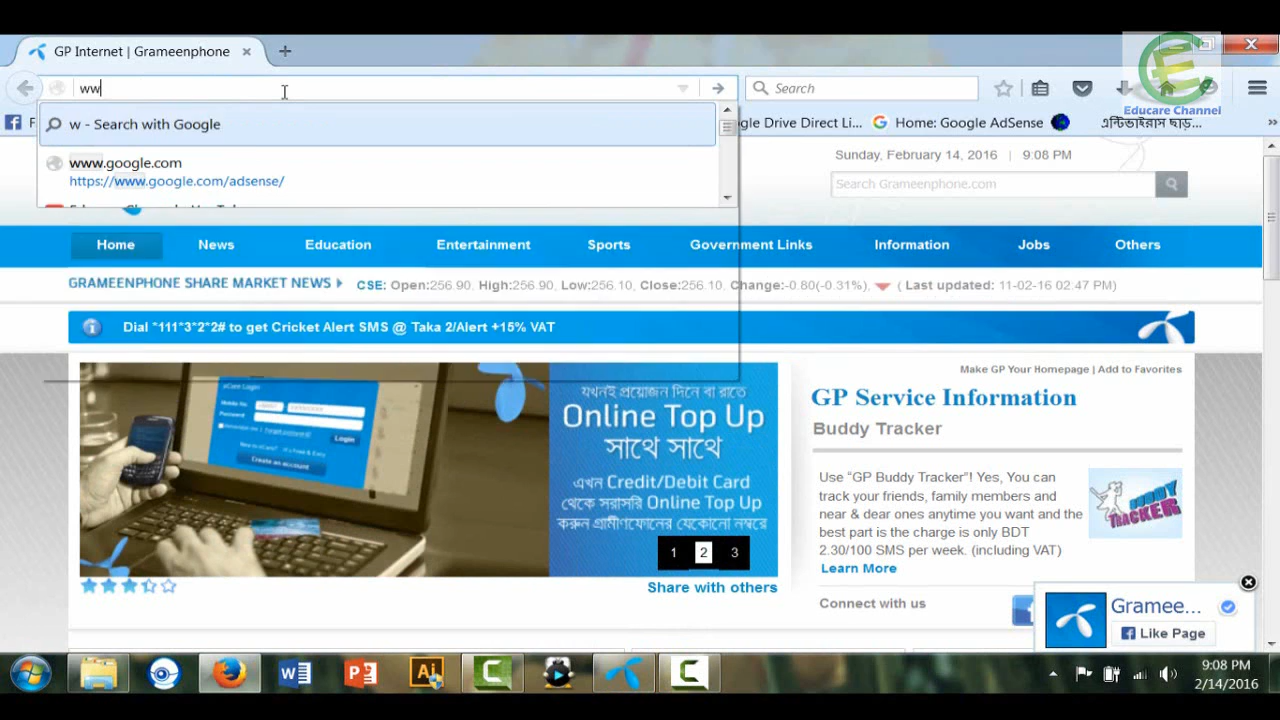 GP Internet | Grameenphone
ww
Search
Educare Channel
w - Search with Google
www.google.com
https://www.google.com/adsense/
gle Drive Direct Li...
Home: Google AdSense
এন্টিভাইরাস ছাড়...
Sunday, February 14, 2016 | 9:08 PM
Search Grameenphone.com
Home News Education Entertainment Sports Government Links Information Jobs Others
GRAMEENPHONE SHARE MARKET NEWS CSE: Open:256.90, High:256.90, Low:256.10, Close:256.10, Change:-0.80(-0.31%), ( Last updated: 11-02-16 02:47 PM)
Dial *111*3*2*2# to get Cricket Alert SMS @ Taka 2/Alert +15% VAT
Make GP Your Homepage | Add to Favorites
Login
Create an account
যখনই প্রয়োজন দিনে বা রাতে
Online Top Up
সাথে সাথে
এখন Credit/Debit Card
থেকে সরাসরি Online Top Up
করুন গ্রামীণফোনের যেকোনো নম্বরে
1 2 3
Share with others
GP Service Information
Buddy Tracker
Use “GP Buddy Tracker”! Yes, You can
track your friends, family members and
near & dear ones anytime you want and the
best part is the charge is only BDT
2.30/100 SMS per week. (including VAT)
Learn More
BUDDY
TRACKER
Connect with us
Gramee...
Like Page
9:08 PM
2/14/2016